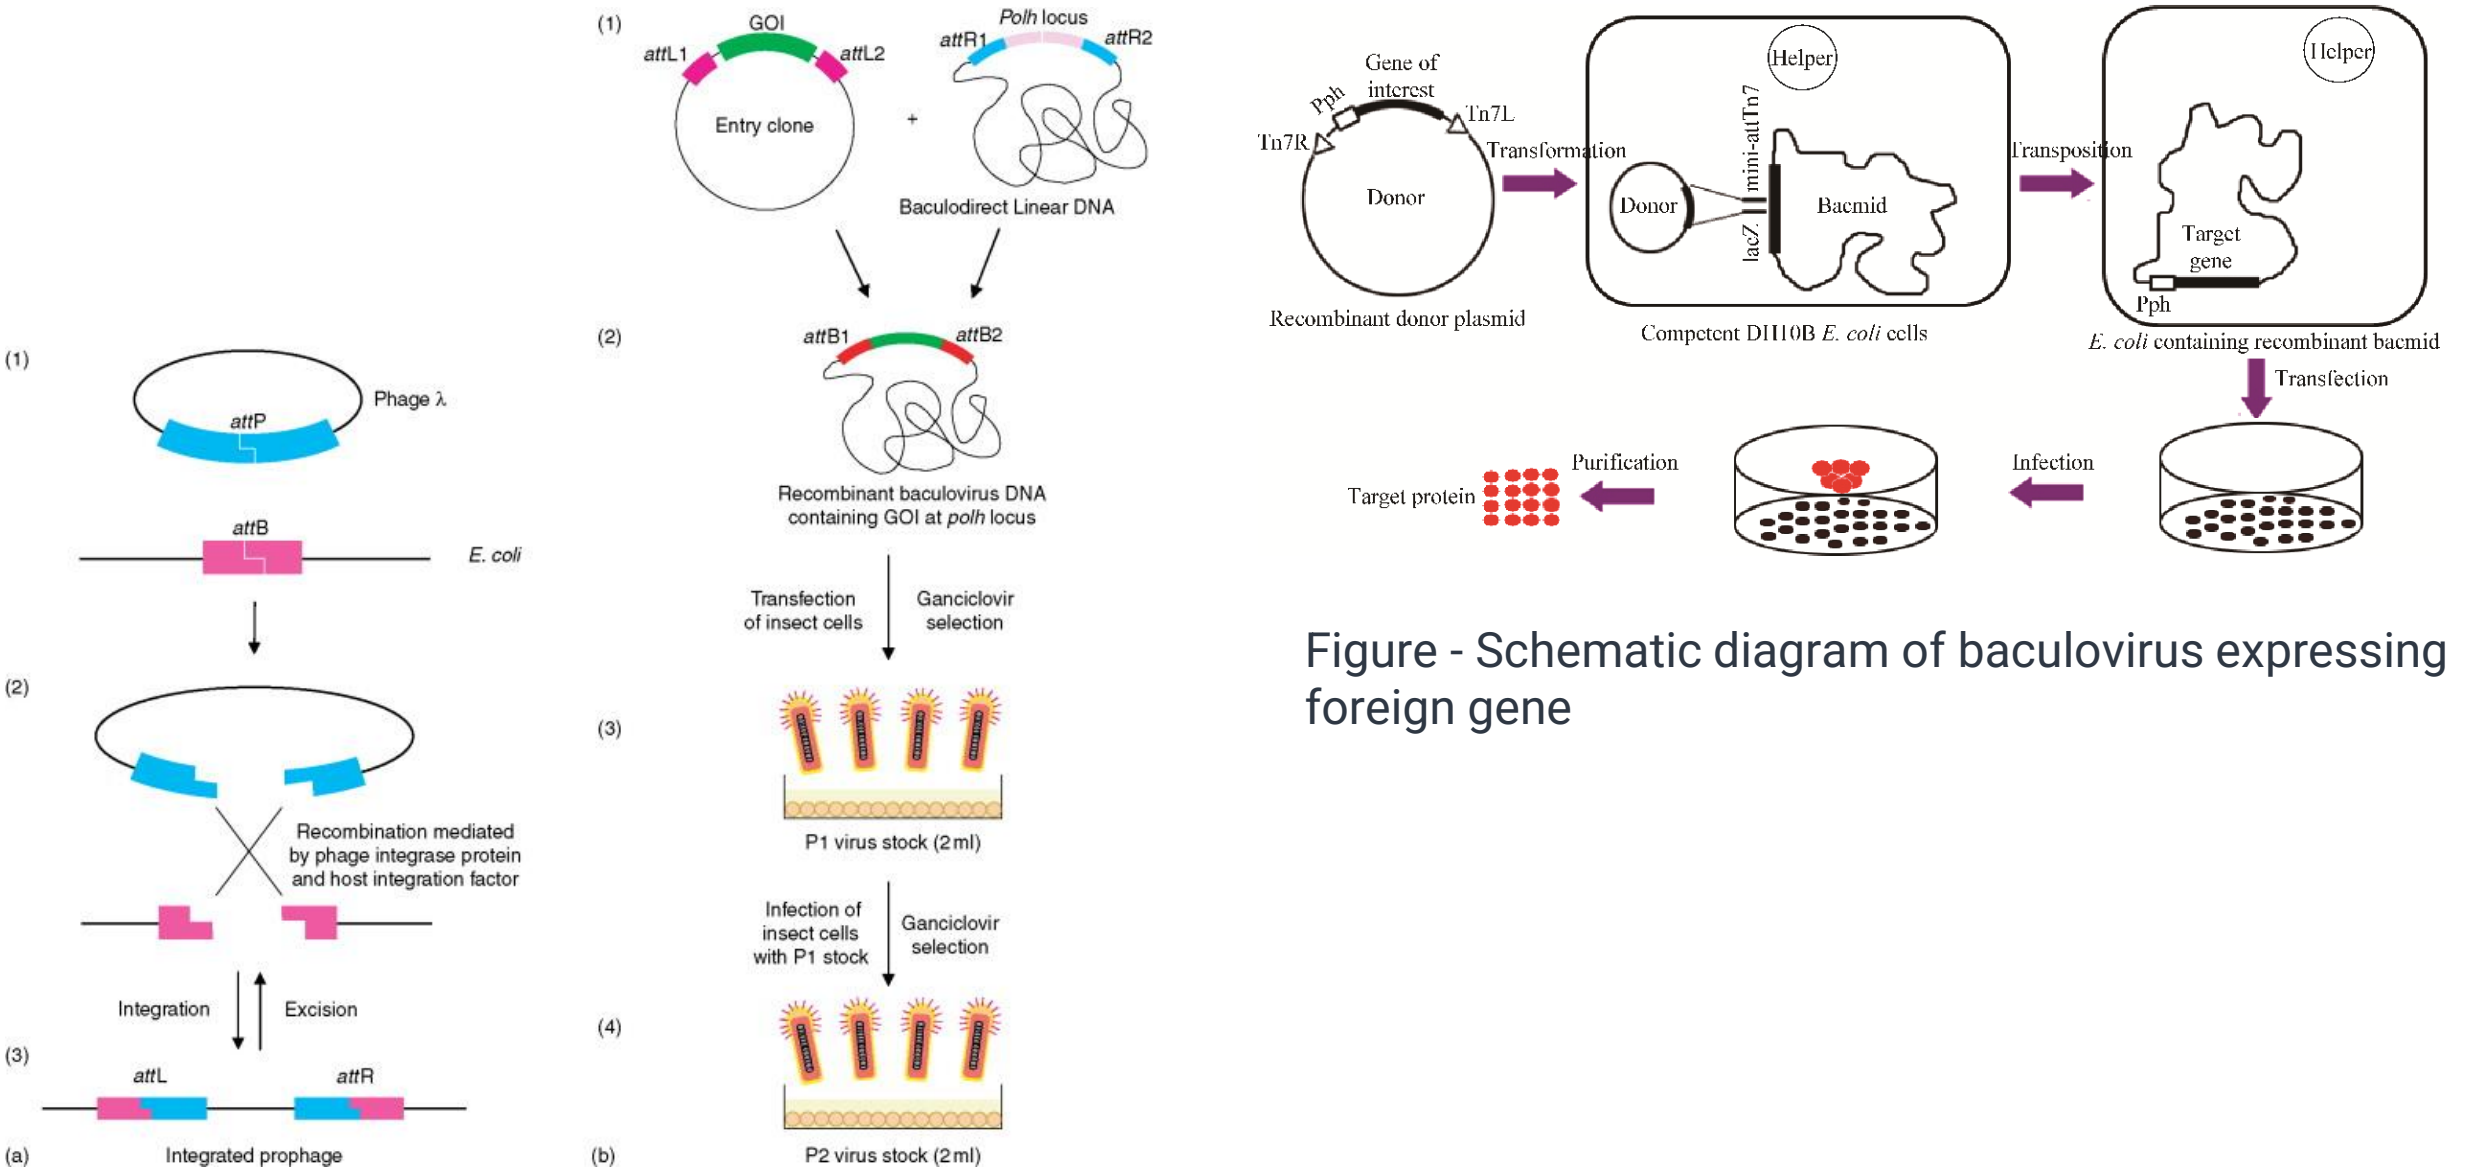 (1)
attP
Phage λ
attB
E. coli
(2)
Recombination mediated
by phage integrase protein
and host integration factor
Integration
Excision
(3)
attL
attR
(a)
Integrated prophage
(1)
GOI
attL1
attL2
Entry clone
+
Polh locus
attR1
attR2
Baculodirect Linear DNA
(2)
attB1
attB2
Recombinant baculovirus DNA
containing GOI at polh locus
Transfection
of insect cells
Ganciclovir
selection
(3)
P1 virus stock (2 ml)
Infection of
insect cells
with P1 stock
Ganciclovir
selection
(4)
(b)
P2 virus stock (2 ml)
Gene of
interest
Pph
Tn7R
Tn7L
Donor
Recombinant donor plasmid
Transformation
Helper
Donor
mini-attTn7
lacZ
Bacmid
Competent DH10B E. coli cells
Transposition
Helper
Target
gene
Pph
E. coli containing recombinant bacmid
Transfection
Infection
Purification
Target protein
Figure - Schematic diagram of baculovirus expressing
foreign gene